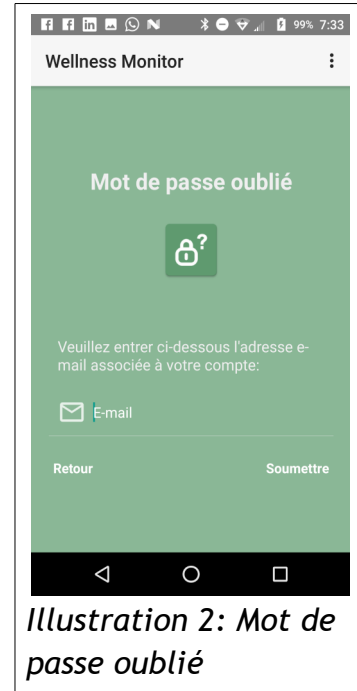 99% 7:33
Wellness Monitor
Mot de passe oublié
?
Veuillez entrer ci-dessous l'adresse e-
mail associée à votre compte:
E-mail
Retour Soumettre
Illustration 2: Mot de
passe oublié